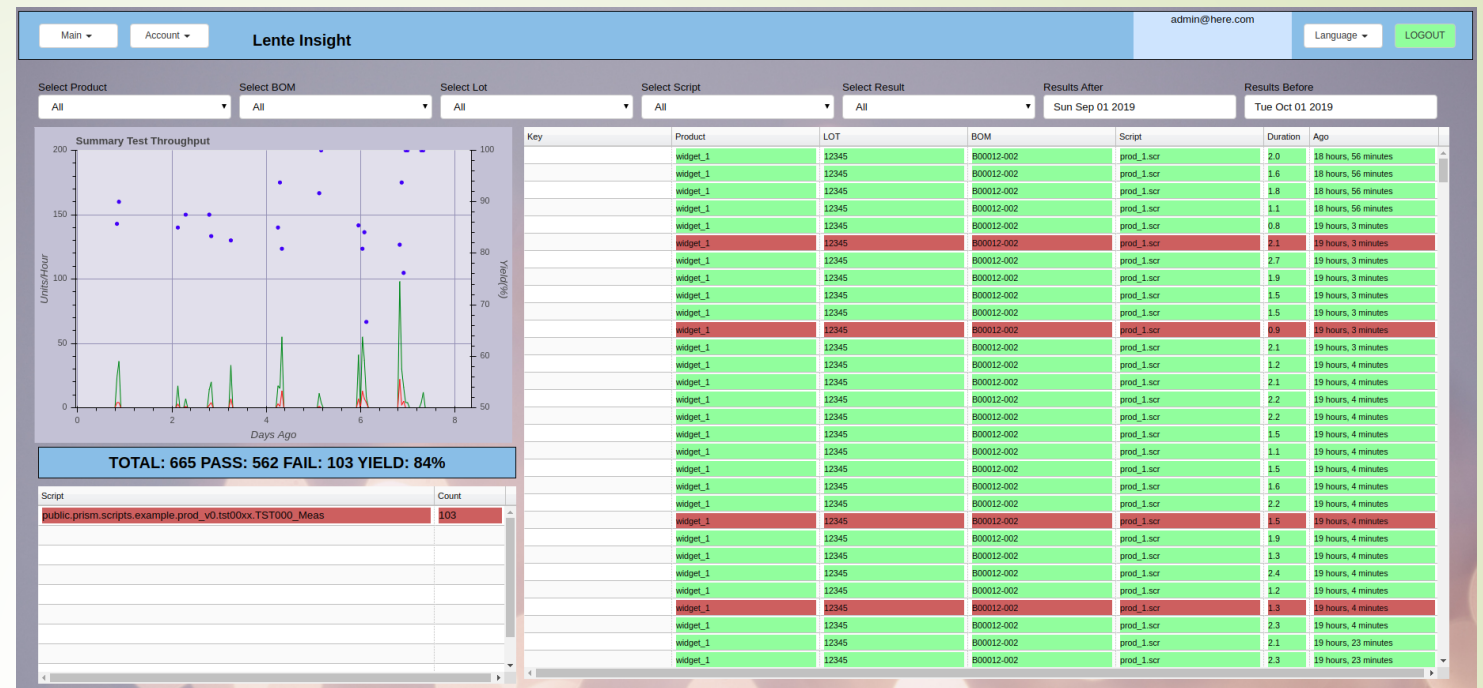 admin@here.com
Main Account Lente Insight Language LOGOUT
Select Product Select BOM Select Lot Select Script Select Result Results After Results Before
All All All All All Sun Sep 01 2019 Tue Oct 01 2019
Summary Test Throughput
200 100
90
150
80
100
70
50 60
0 50
0 2 4 6 8
Units/Hour
Yield(%)
Days Ago
TOTAL: 665 PASS: 562 FAIL: 103 YIELD: 84%
Script Count
public.prism.scripts.example.prod_v0.tst00xx.TST000_Meas 103
Key Product LOT BOM Script Duration Ago
widget_1 12345 B00012-002 prod_1.scr 2.0 18 hours, 56 minutes
widget_1 12345 B00012-002 prod_1.scr 1.6 18 hours, 56 minutes
widget_1 12345 B00012-002 prod_1.scr 1.8 18 hours, 56 minutes
widget_1 12345 B00012-002 prod_1.scr 1.1 18 hours, 56 minutes
widget_1 12345 B00012-002 prod_1.scr 0.8 19 hours, 3 minutes
widget_1 12345 B00012-002 prod_1.scr 2.1 19 hours, 3 minutes
widget_1 12345 B00012-002 prod_1.scr 2.7 19 hours, 3 minutes
widget_1 12345 B00012-002 prod_1.scr 1.9 19 hours, 3 minutes
widget_1 12345 B00012-002 prod_1.scr 1.5 19 hours, 3 minutes
widget_1 12345 B00012-002 prod_1.scr 1.5 19 hours, 3 minutes
widget_1 12345 B00012-002 prod_1.scr 0.9 19 hours, 3 minutes
widget_1 12345 B00012-002 prod_1.scr 2.1 19 hours, 3 minutes
widget_1 12345 B00012-002 prod_1.scr 1.2 19 hours, 4 minutes
widget_1 12345 B00012-002 prod_1.scr 2.1 19 hours, 4 minutes
widget_1 12345 B00012-002 prod_1.scr 2.2 19 hours, 4 minutes
widget_1 12345 B00012-002 prod_1.scr 2.2 19 hours, 4 minutes
widget_1 12345 B00012-002 prod_1.scr 1.5 19 hours, 4 minutes
widget_1 12345 B00012-002 prod_1.scr 1.1 19 hours, 4 minutes
widget_1 12345 B00012-002 prod_1.scr 1.5 19 hours, 4 minutes
widget_1 12345 B00012-002 prod_1.scr 1.6 19 hours, 4 minutes
widget_1 12345 B00012-002 prod_1.scr 2.2 19 hours, 4 minutes
widget_1 12345 B00012-002 prod_1.scr 1.5 19 hours, 4 minutes
widget_1 12345 B00012-002 prod_1.scr 1.9 19 hours, 4 minutes
widget_1 12345 B00012-002 prod_1.scr 1.3 19 hours, 4 minutes
widget_1 12345 B00012-002 prod_1.scr 2.4 19 hours, 4 minutes
widget_1 12345 B00012-002 prod_1.scr 1.2 19 hours, 4 minutes
widget_1 12345 B00012-002 prod_1.scr 1.3 19 hours, 4 minutes
widget_1 12345 B00012-002 prod_1.scr 2.3 19 hours, 4 minutes
widget_1 12345 B00012-002 prod_1.scr 2.1 19 hours, 23 minutes
widget_1 12345 B00012-002 prod_1.scr 2.3 19 hours, 23 minutes